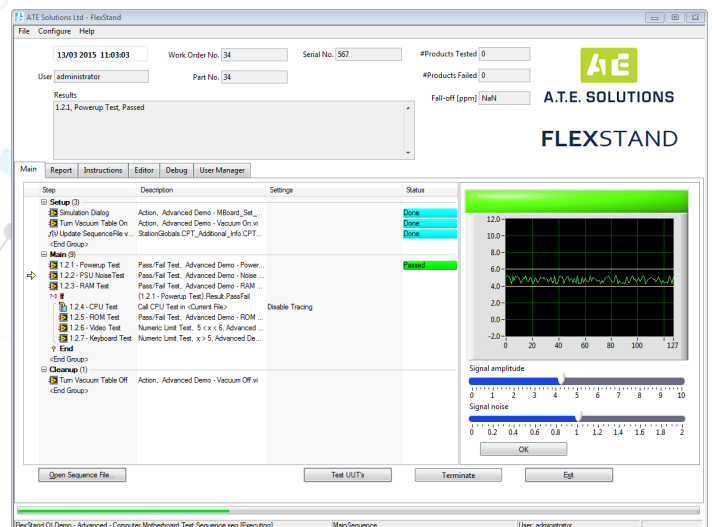 ATE Solutions Ltd - FlexStand
File Configure Help
13/03 2015 11:03:03
Work Order No. 34
Serial No. 567
#Products Tested 0
User administrator
Part No. 34
#Products Failed 0
Results
Fall-off [ppm] NaN
1.2.1, Powerup Test, Passed
A.T.E. SOLUTIONS
FLEXSTAND
Main Report Instructions Editor Debug User Manager
Step Description Settings Status
Setup (3)
Simulation Dialog Action, Advanced Demo - MBoard_Set_... Done
Turn Vacuum Table On Action, Advanced Demo - Vacuum On.vi Done
Update SequenceFile v... StationGlobals.CPT_Additional_Info.CPT... Done
<End Group>
Main (9)
1.2.1 - Powerup Test Pass/Fail Test, Advanced Demo - Power... Passed
1.2.2 - PSU NoiseTest Pass/Fail Test, Advanced Demo - Noise ...
1.2.3 - RAM Test Pass/Fail Test, Advanced Demo - RAM ...
If {1.2.1 - Powerup Test}.Result.PassFail
1.2.4 - CPU Test Call CPU Test in <Current File> Disable Tracing
1.2.5 - ROM Test Pass/Fail Test, Advanced Demo - ROM ...
1.2.6 - Video Test Numeric Limit Test, 5 < x < 6, Advanced ...
1.2.7 - Keyboard Test Numeric Limit Test, x > 5, Advanced De...
End
<End Group>
Cleanup (1)
Turn Vacuum Table Off Action, Advanced Demo - Vacuum Off.vi
<End Group>
12.0
10.0
8.0
6.0
4.0
2.0
0.0
-2.0
0 20 40 60 80 100 127
Signal amplitude
0 1 2 3 4 5 6 7 8 9 10
Signal noise
0 0.2 0.4 0.6 0.8 1 1.2 1.4 1.6 1.8 2
OK
Open Sequence File... Test UUT's Terminate Exit
FlexStand OI Demo - Advanced - Computer Motherboard Test Sequence.seq [Executing] MainSequence User: administrator